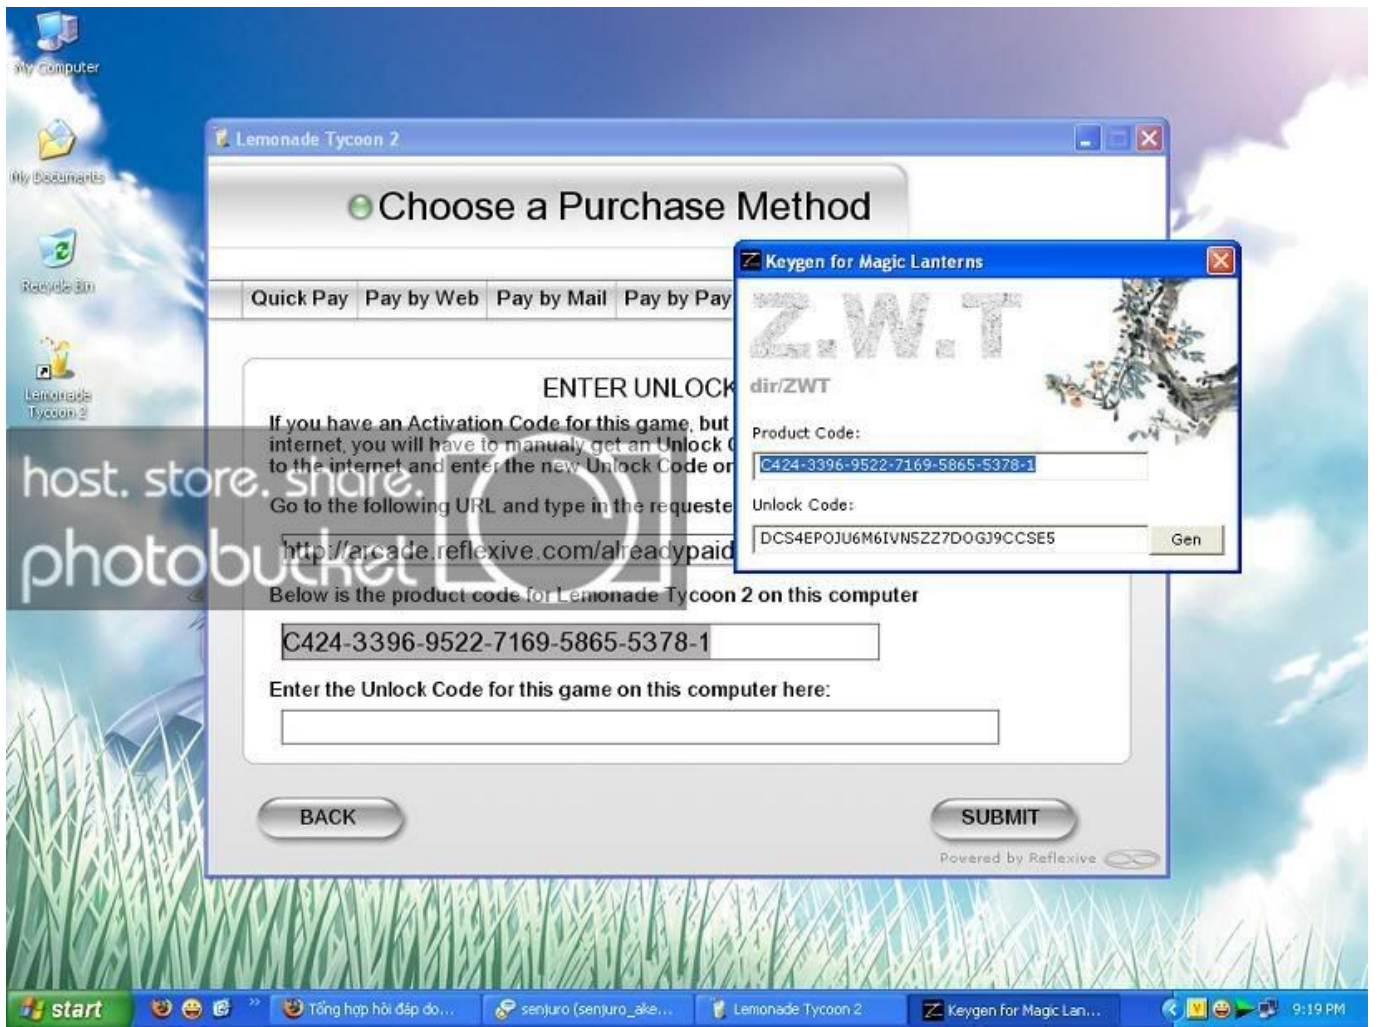 My Computer
My Documents
Recycle Bin
Lemonade
Tycoon 2
Lemonade Tycoon 2
Choose a Purchase Method
Quick Pay Pay by Web Pay by Mail Pay by Pay
ENTER UNLOCK
If you have an Activation Code for this game, but
internet, you will have to manualy get an Unlock
to the internet and enter the new Unlock Code or
Go to the following URL and type in the requeste
http://arcade.reflexive.com/alreadypaid
Below is the product code for Lemonade Tycoon 2 on this computer
C424-3396-9522-7169-5865-5378-1
Enter the Unlock Code for this game on this computer here:
BACK
SUBMIT
Powered by Reflexive
Keygen for Magic Lanterns
Z.W.T
dir/ZWT
Product Code:
C424-3396-9522-7169-5865-5378-1
Unlock Code:
DCS4EPOJU6M6IVN5ZZ7DOGJ9CCSE5
Gen
host. store. share.
photobucket
start
Tổng hợp hỏi đáp do...
senjuro (senjuro_ake...
Lemonade Tycoon 2
Keygen for Magic Lan...
9:19 PM